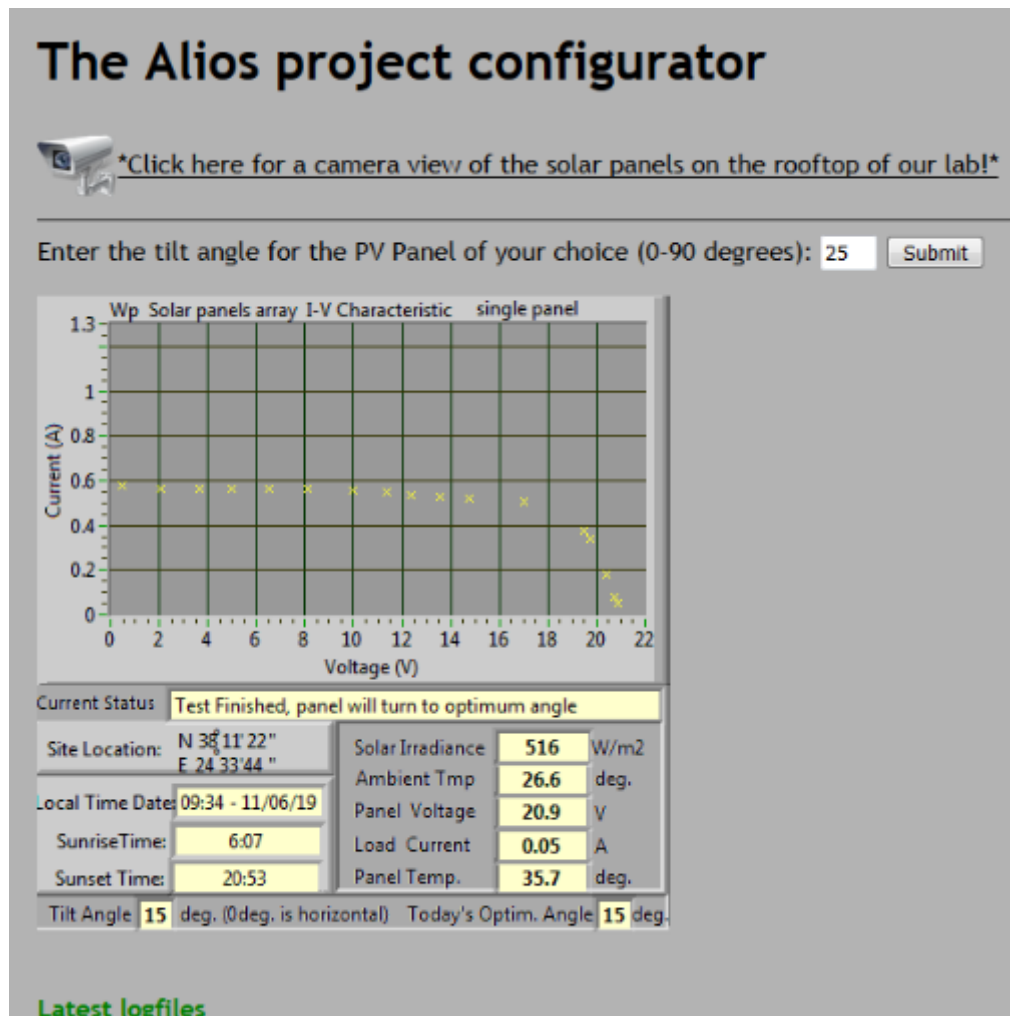 The Alios project configurator
*Click here for a camera view of the solar panels on the rooftop of our lab!*
Enter the tilt angle for the PV Panel of your choice (0-90 degrees): 25 Submit
Wp Solar panels array I-V Characteristic single panel
1.3
1
0.8
0.6
0.4
0.2
0
Current (A)
0 2 4 6 8 10 12 14 16 18 20 22
Voltage (V)
Current Status Test Finished, panel will turn to optimum angle
Site Location: N 38°11'22"
E 24°33'44 "
Local Time Date: 09:34 - 11/06/19
SunriseTime: 6:07
Sunset Time: 20:53
Solar Irradiance 516 W/m2
Ambient Tmp 26.6 deg.
Panel Voltage 20.9 V
Load Current 0.05 A
Panel Temp. 35.7 deg.
Tilt Angle 15 deg. (0deg. is horizontal) Today's Optim. Angle 15 deg.
Latest logfiles